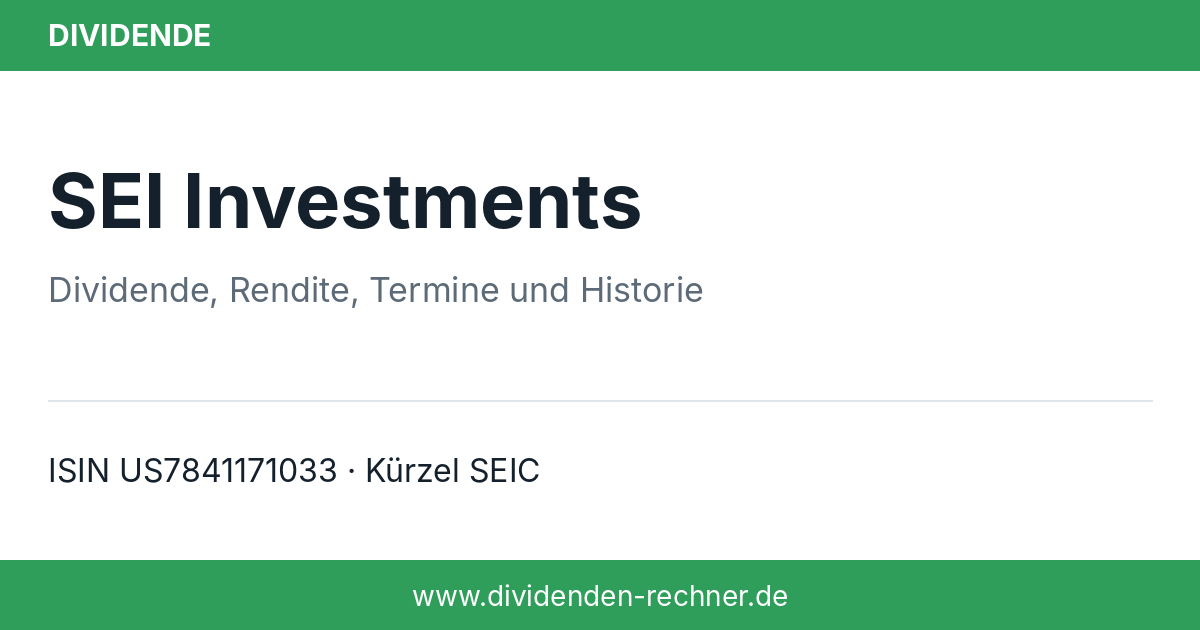 DIVIDENDE
SEI Investments
Dividende, Rendite, Termine und Historie
ISIN US7841171033 · Kürzel SEIC
www.dividenden-rechner.de